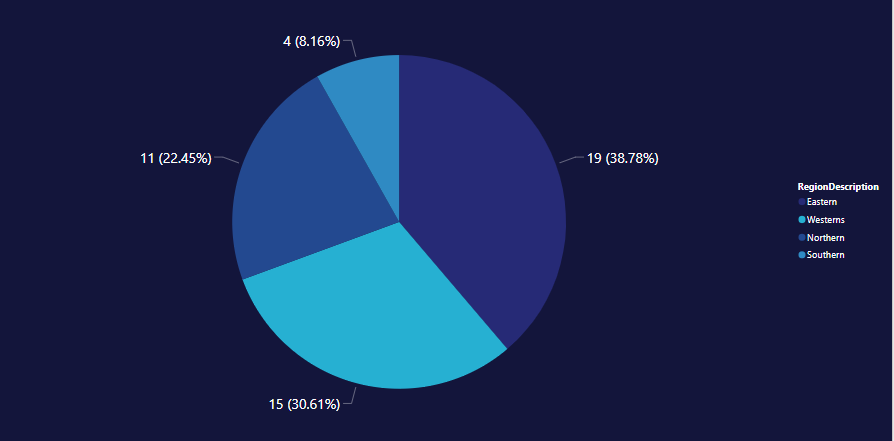 4 (8.16%)
11 (22.45%)
19 (38.78%)
15 (30.61%)
RegionDescription
Eastern
Westerns
Northern
Southern